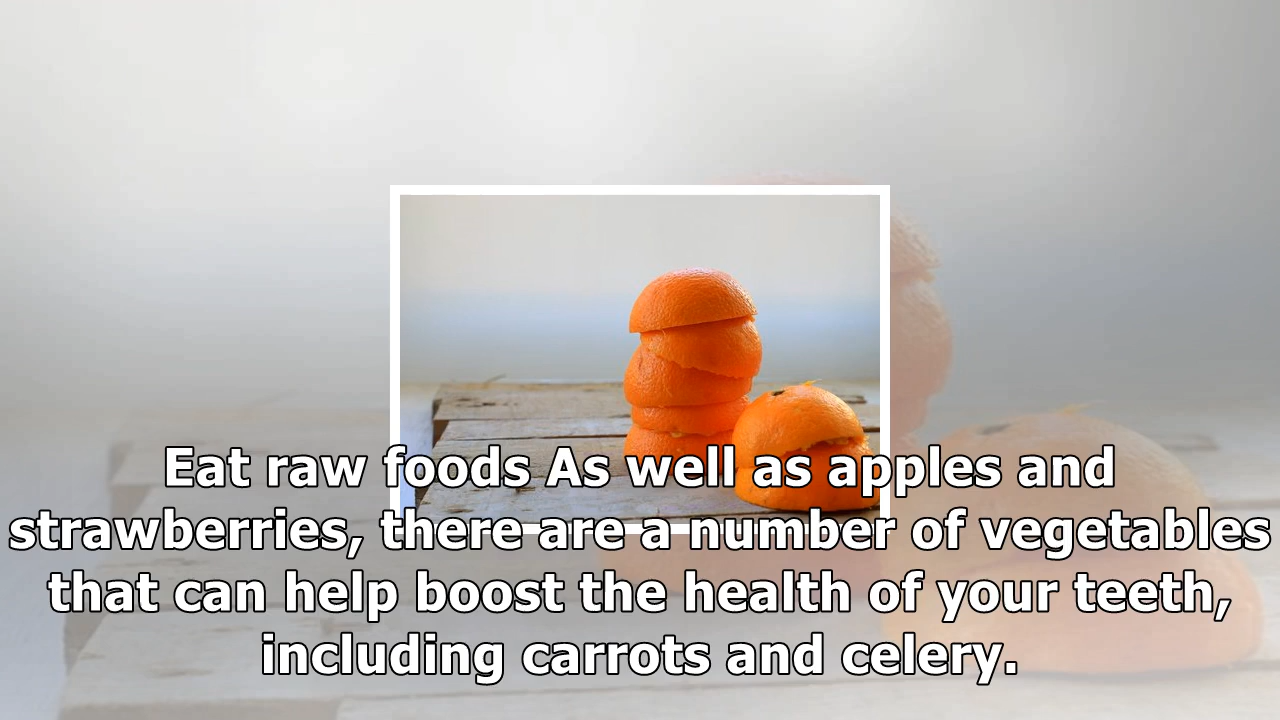 Eat raw foods As well as apples and
strawberries, there are a number of vegetables
that can help boost the health of your teeth,
including carrots and celery.